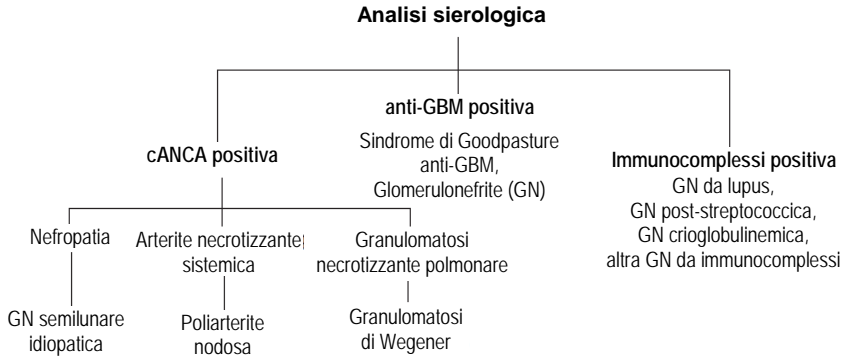 Analisi sierologica
anti-GBM positiva
Sindrome di Goodpasture
anti-GBM,
Glomerulonefrite (GN)
cANCA positiva
Immunocomplessi positiva
GN da lupus,
GN post-streptococcica,
GN crioglobulinemica,
altra GN da immunocomplessi
Nefropatia
Arterite necrotizzante
sistemica
Granulomatosi
necrotizzante polmonare
GN semilunare
idiopatica
Poliarterite
nodosa
Granulomatosi
di Wegener